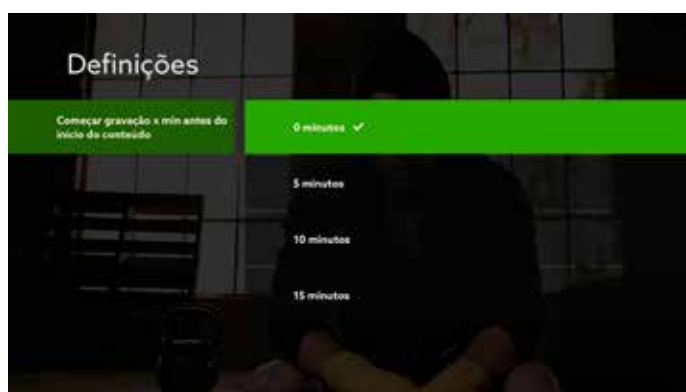 Definições
Começar gravação x min antes do
início do conteúdo
0 minutos
5 minutos
10 minutos
15 minutos